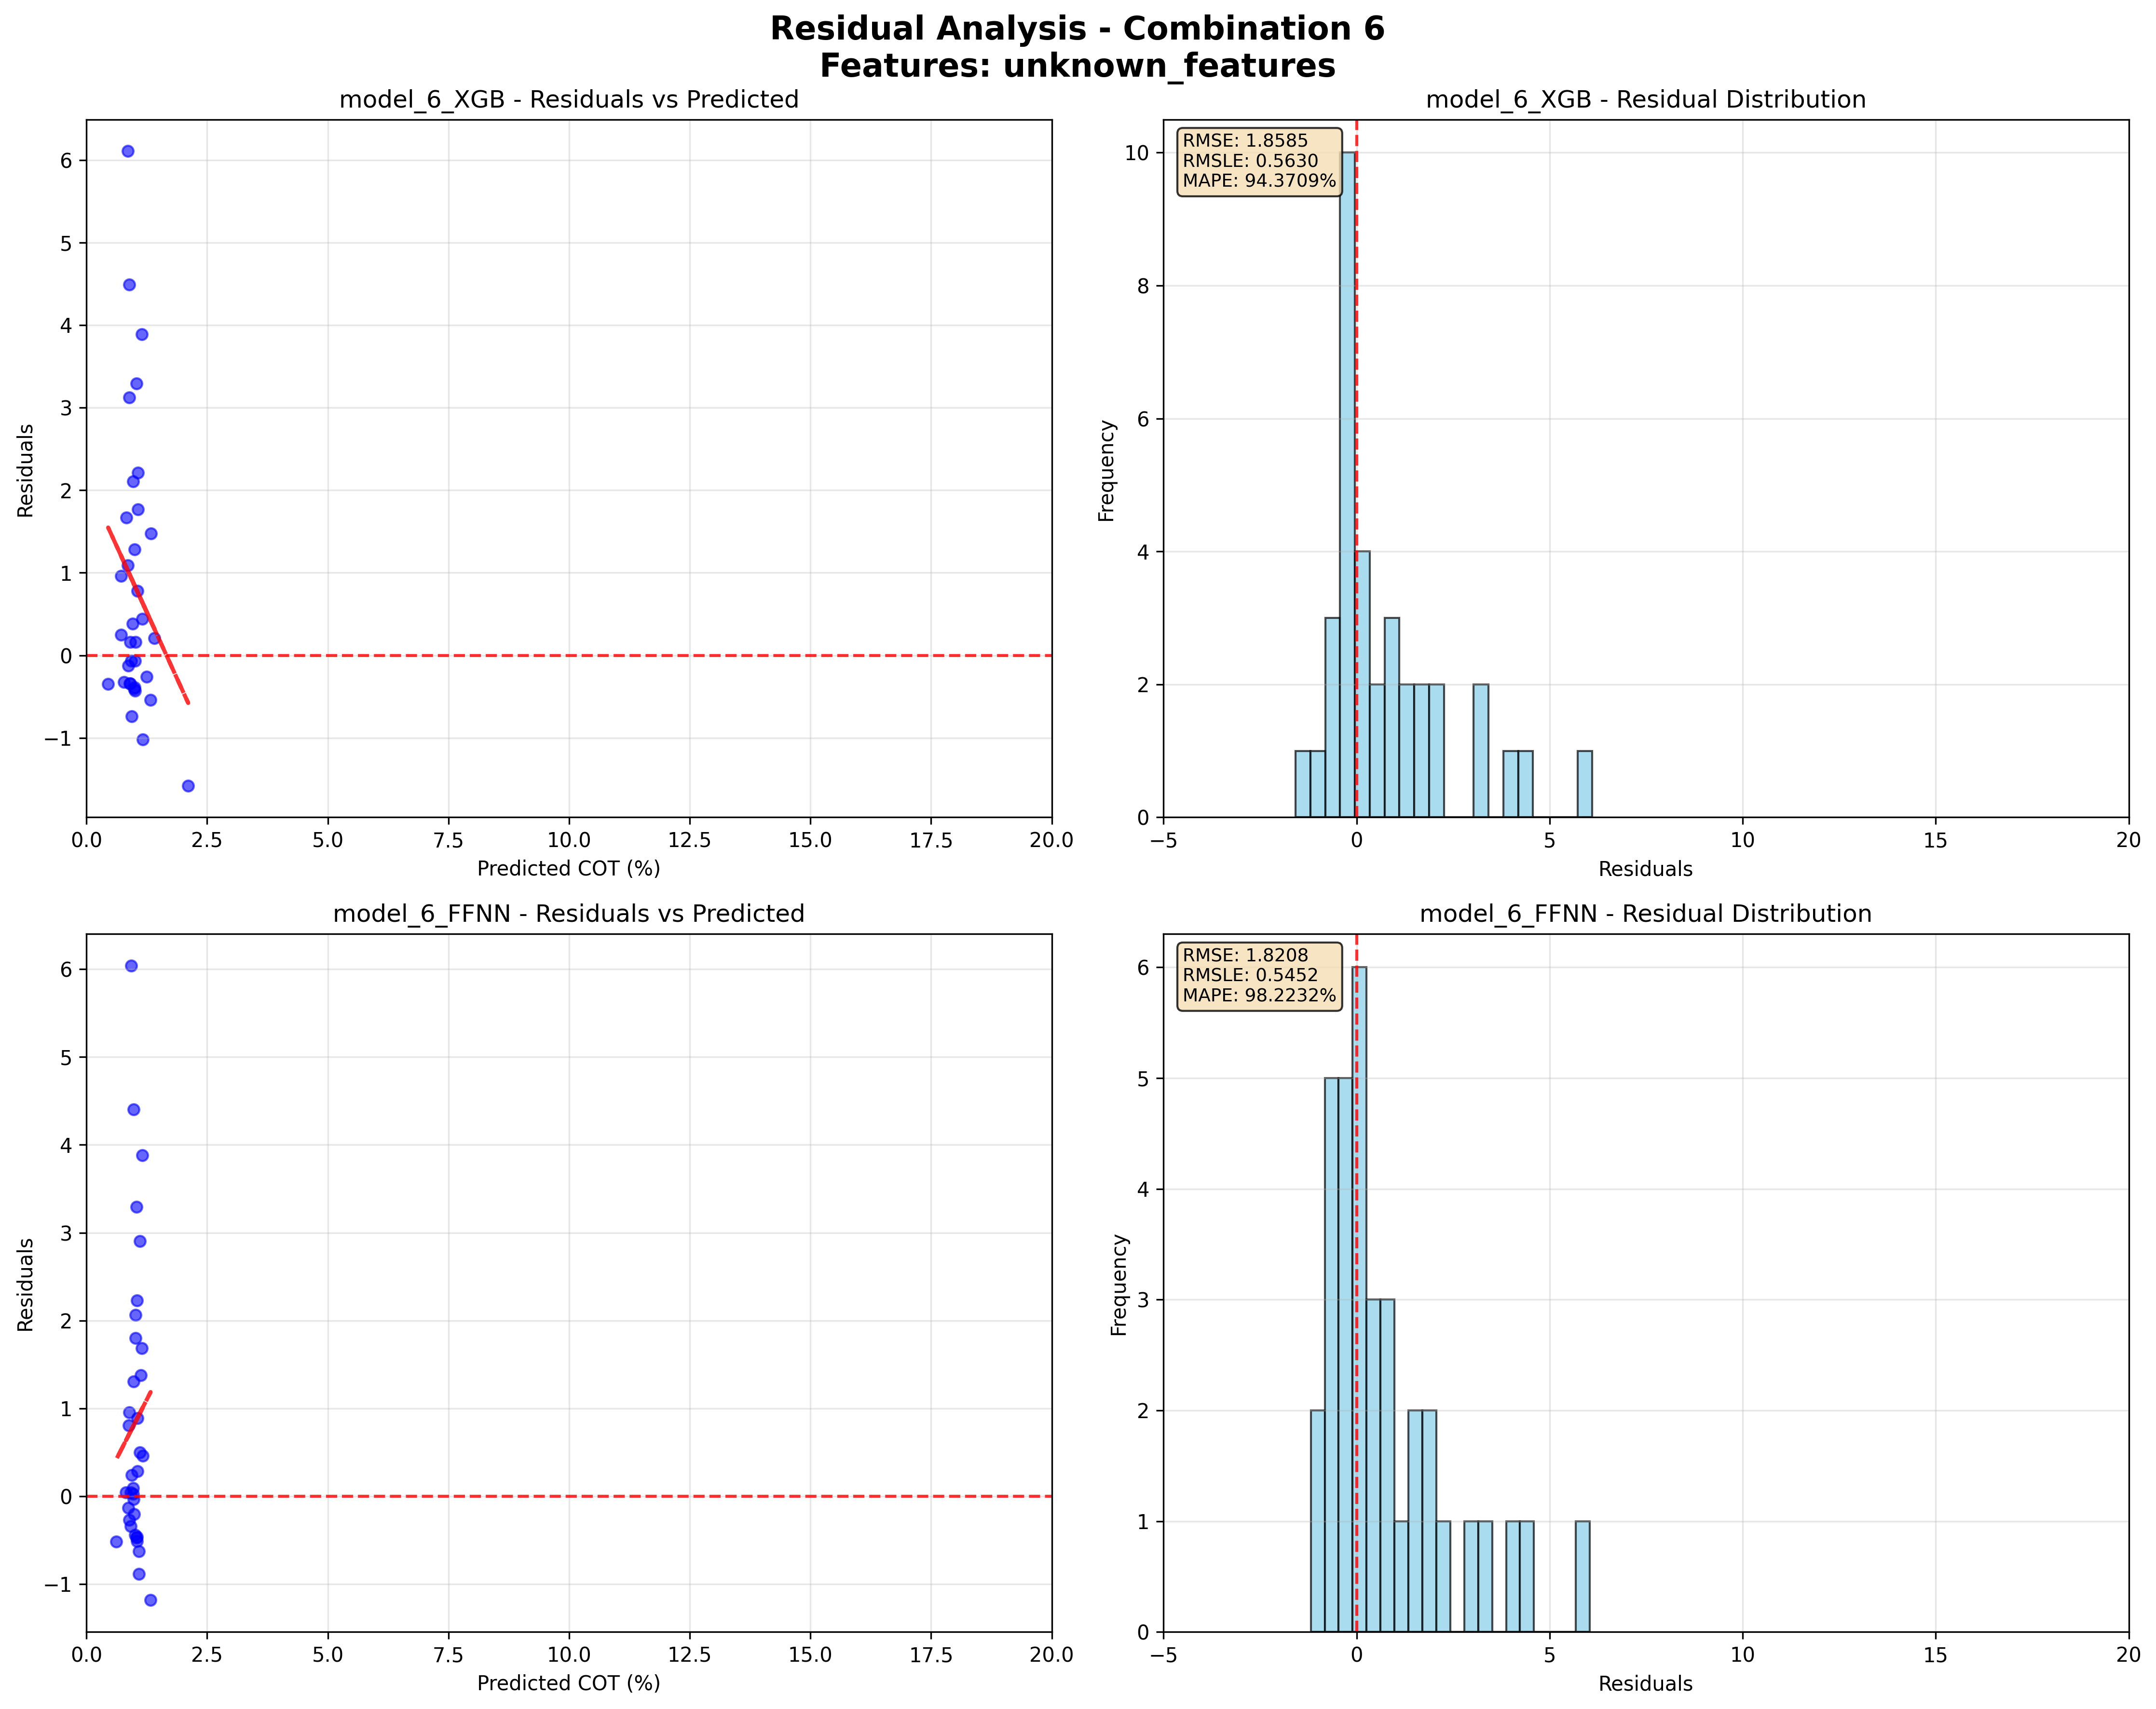 Residual Analysis - Combination 6
Features: unknown_features
model_6_XGB - Residuals vs Predicted
6
5
4
3
2
1
0
−1
Residuals
0.0 2.5 5.0 7.5 10.0 12.5 15.0 17.5 20.0
Predicted COT (%)
model_6_XGB - Residual Distribution
RMSE: 1.8585
RMSLE: 0.5630
MAPE: 94.3709%
10
8
6
4
2
0
Frequency
−5 0 5 10 15 20
Residuals
model_6_FFNN - Residuals vs Predicted
6
5
4
3
2
1
0
−1
Residuals
0.0 2.5 5.0 7.5 10.0 12.5 15.0 17.5 20.0
Predicted COT (%)
model_6_FFNN - Residual Distribution
RMSE: 1.8208
RMSLE: 0.5452
MAPE: 98.2232%
6
5
4
3
2
1
0
Frequency
−5 0 5 10 15 20
Residuals